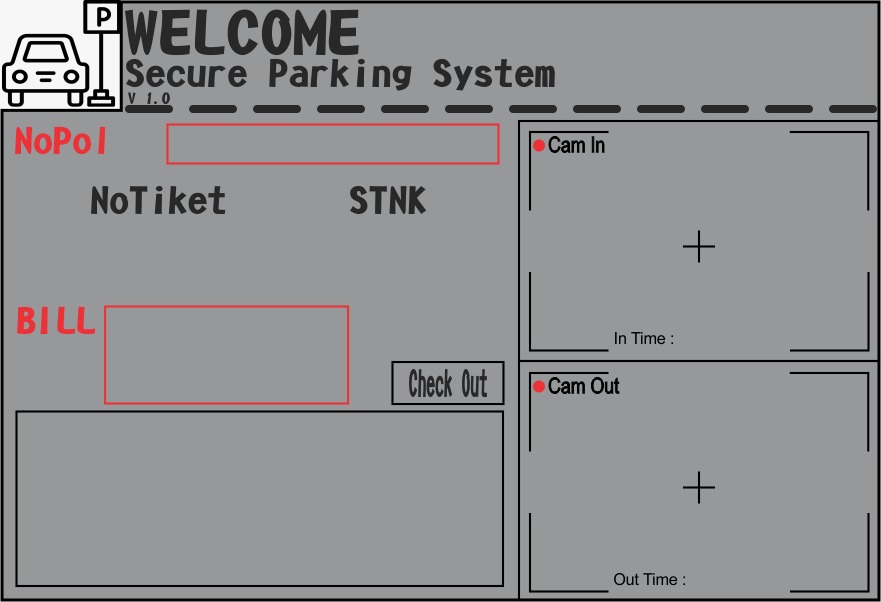 P
WELCOME
Secure Parking System
V 1.0
NoPol
NoTiket STNK
BILL
Check Out
Cam In
In Time :
Cam Out
Out Time :